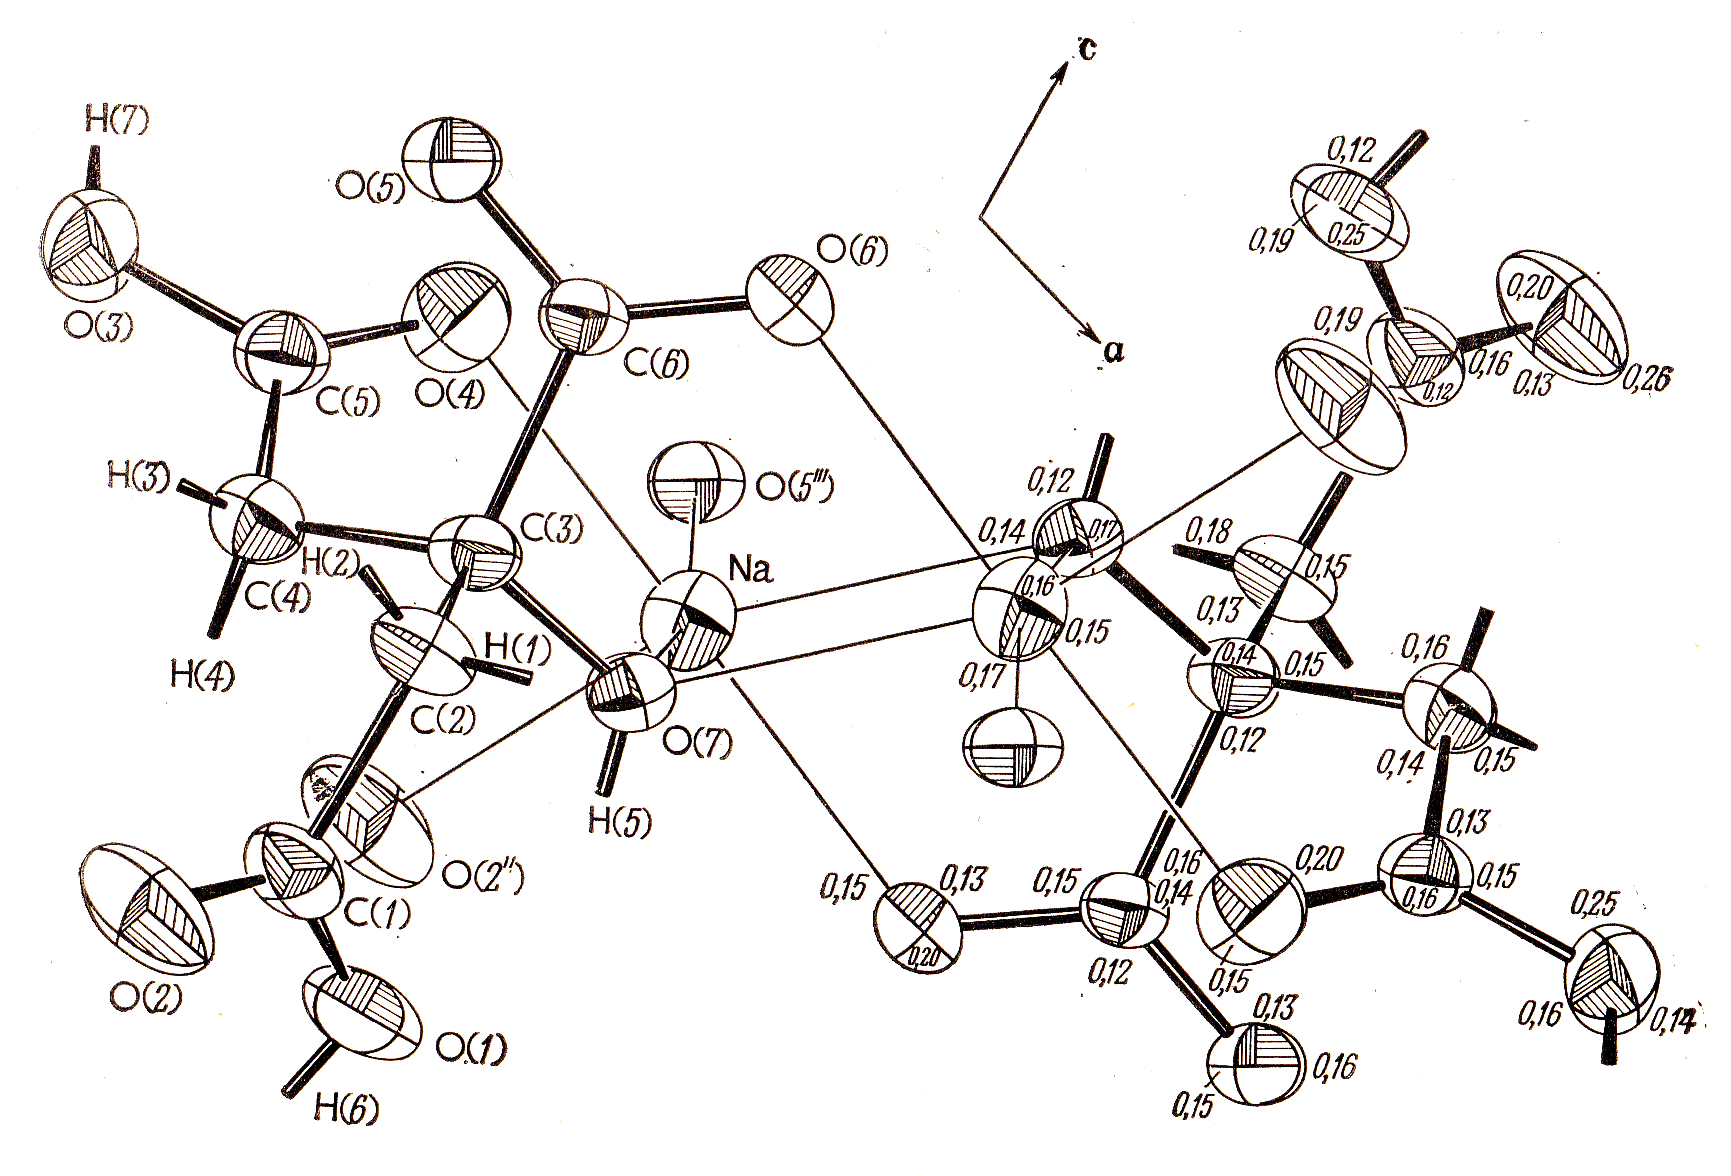 c
H(7)
0,12
O(5)
O(6)
0,19
0,25
0,20
O(3)
0,19
a
C(6)
0,16
C(5)
O(4)
0,12
0,13
0,26
H(3)
O(5''')
0,12
C(3)
0,14
0,17
0,18
H(2)
Na
0,15
C(4)
0,16
0,13
H(1)
0,15
H(4)
0,17
0,14
0,15
0,16
C(2)
O(7)
0,12
0,14
0,15
H(5)
0,13
O(2'')
0,15
0,13
0,15
0,16
0,20
0,14
0,16
0,15
C(1)
0,25
0,20
0,12
0,15
O(2)
0,13
0,16
0,14
O(1)
0,16
H(6)
0,15